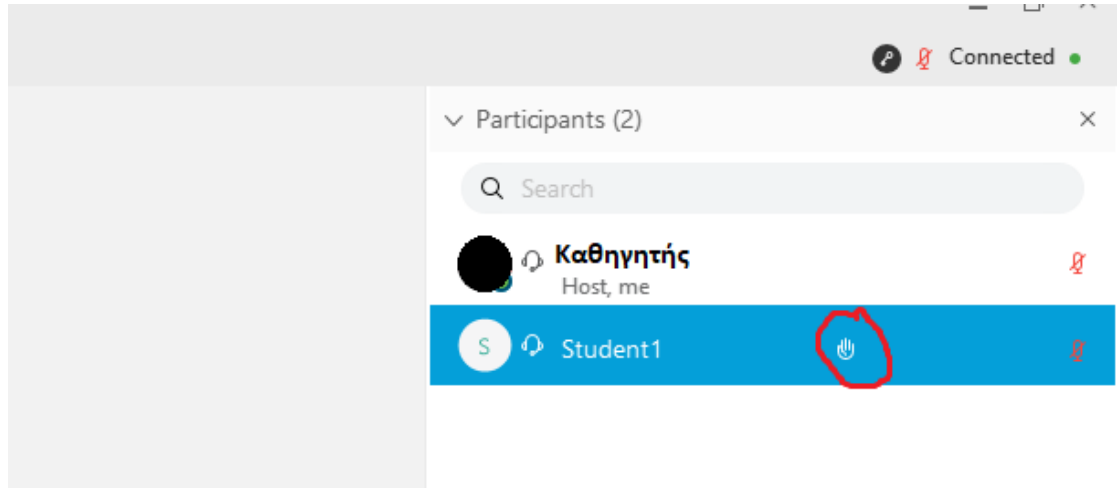 Connected
Participants (2)
Search
Καθηγητής
Host, me
S Student1